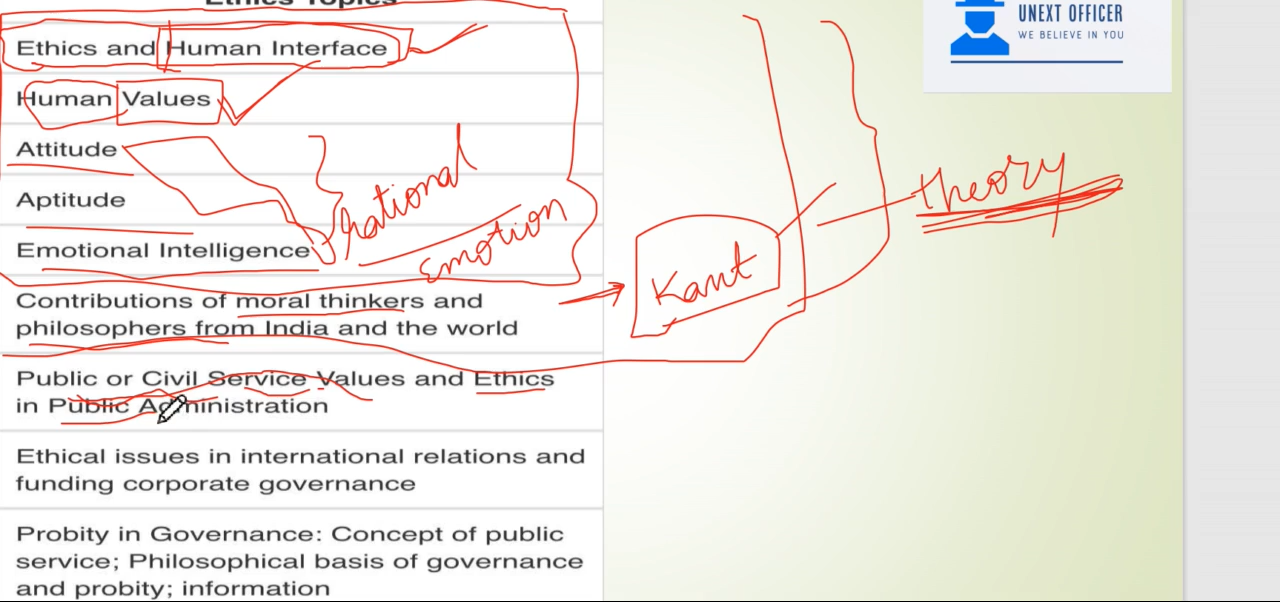 Ethics Topics
Ethics and Human Interface
Human Values
Attitude
Aptitude
Emotional Intelligence
rational
Emotion
Contributions of moral thinkers and
philosophers from India and the world
Kant
theory
Public or Civil Service Values and Ethics
in Public Administration
Ethical issues in international relations and
funding corporate governance
Probity in Governance: Concept of public
service; Philosophical basis of governance
and probity; information
UNEXT OFFICER
WE BELIEVE IN YOU